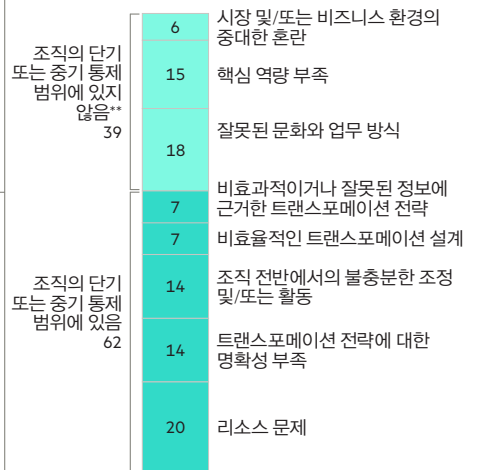 조직의 단기
또는 중기 통제
범위에 있지
않음**
39
6
시장 및/또는 비즈니스 환경의
중대한 혼란
15
핵심 역량 부족
18
잘못된 문화와 업무 방식
조직의 단기
또는 중기 통제
범위에 있음
62
7
비효과적이거나 잘못된 정보에
근거한 트랜스포메이션 전략
7
비효율적인 트랜스포메이션 설계
14
조직 전반에서의 불충분한 조정
및/또는 활동
14
트랜스포메이션 전략에 대한
명확성 부족
20
리소스 문제